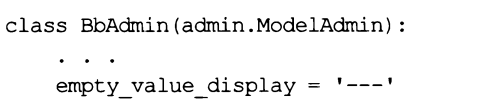 class BbAdmin(admin.ModelAdmin):
    . . .
    empty_value_display = '---'